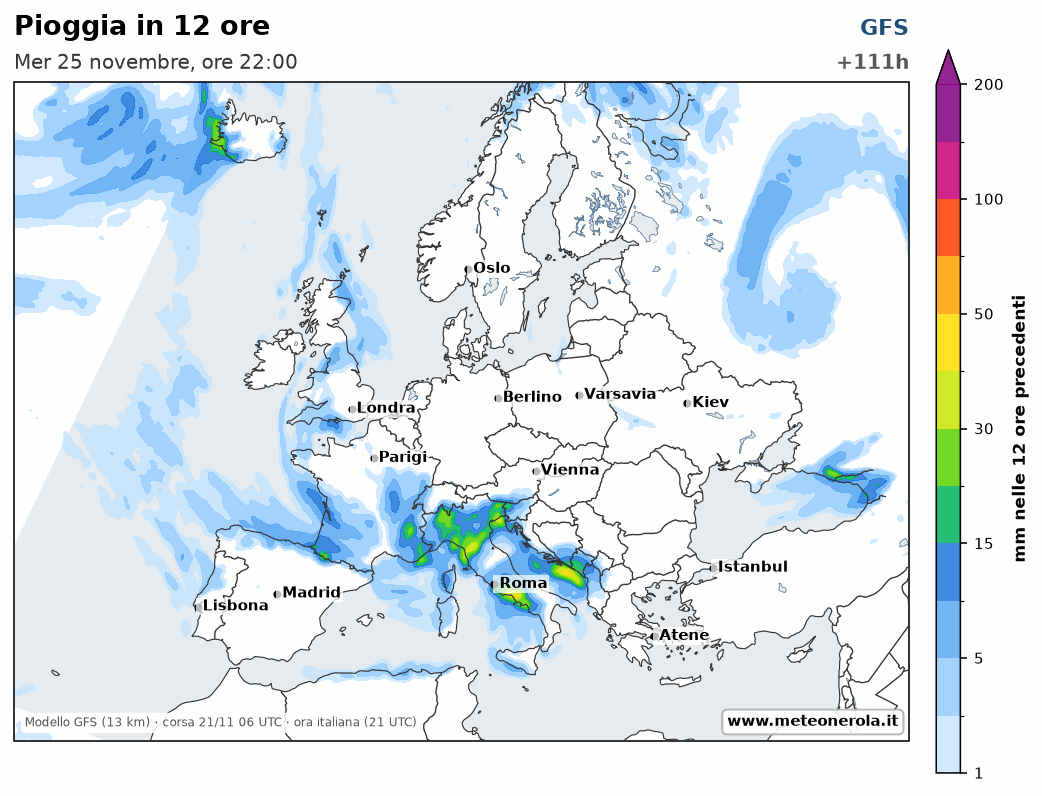 Pioggia in 12 ore
GFS
Mer 25 novembre, ore 22:00
+111h
200
100
50
30
15
5
1
mm nelle 12 ore precedenti
Oslo
Berlino
Varsavia
Kiev
Londra
Parigi
Vienna
Istanbul
Roma
Madrid
Lisbona
Atene
Modello GFS (13 km) · corsa 21/11 06 UTC · ora italiana (21 UTC)
www.meteonerola.it